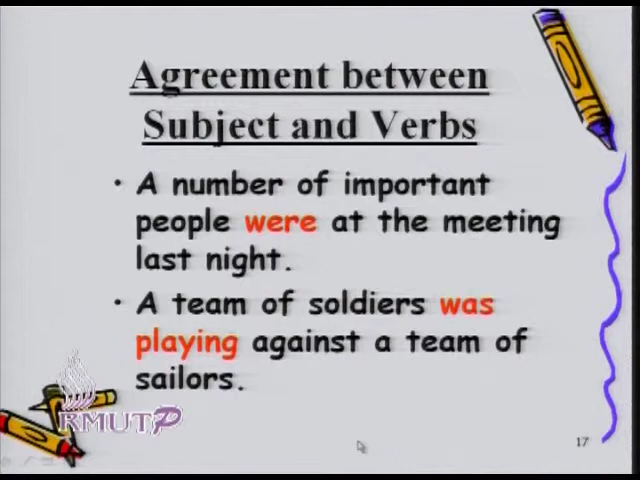 Agreement between
Subject and Verbs
• A number of important
people were at the meeting
last night.
• A team of soldiers was
playing against a team of
sailors.
RMUTP
17